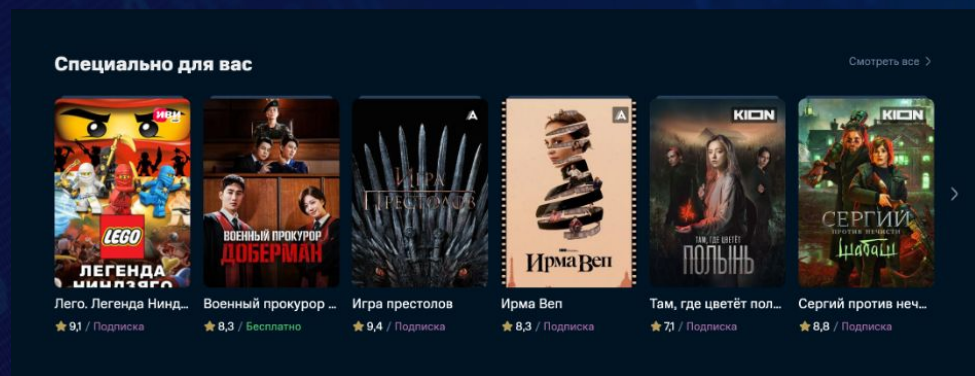 Специально для вас
Смотреть все
иви
LEGO
ЛЕГЕНДА
НИНДЗЯГО
ВОЕННЫЙ ПРОКУРОР
ДОБЕРМАН
ИГРА
ПРЕСТОЛОВ
Ирма Веп
KION
ТАМ, ГДЕ ЦВЕТЁТ
ПОЛЫНЬ
KION
СЕРГИЙ
ПРОТИВ НЕЧИСТИ
Шабаш
Лего. Легенда Нинд...
Военный прокурор ...
Игра престолов
Ирма Веп
Там, где цветёт пол...
Сергий против неч...
9,1 / Подписка
8,3 / Бесплатно
9,4 / Подписка
8,3 / Подписка
7,1 / Подписка
8,8 / Подписка